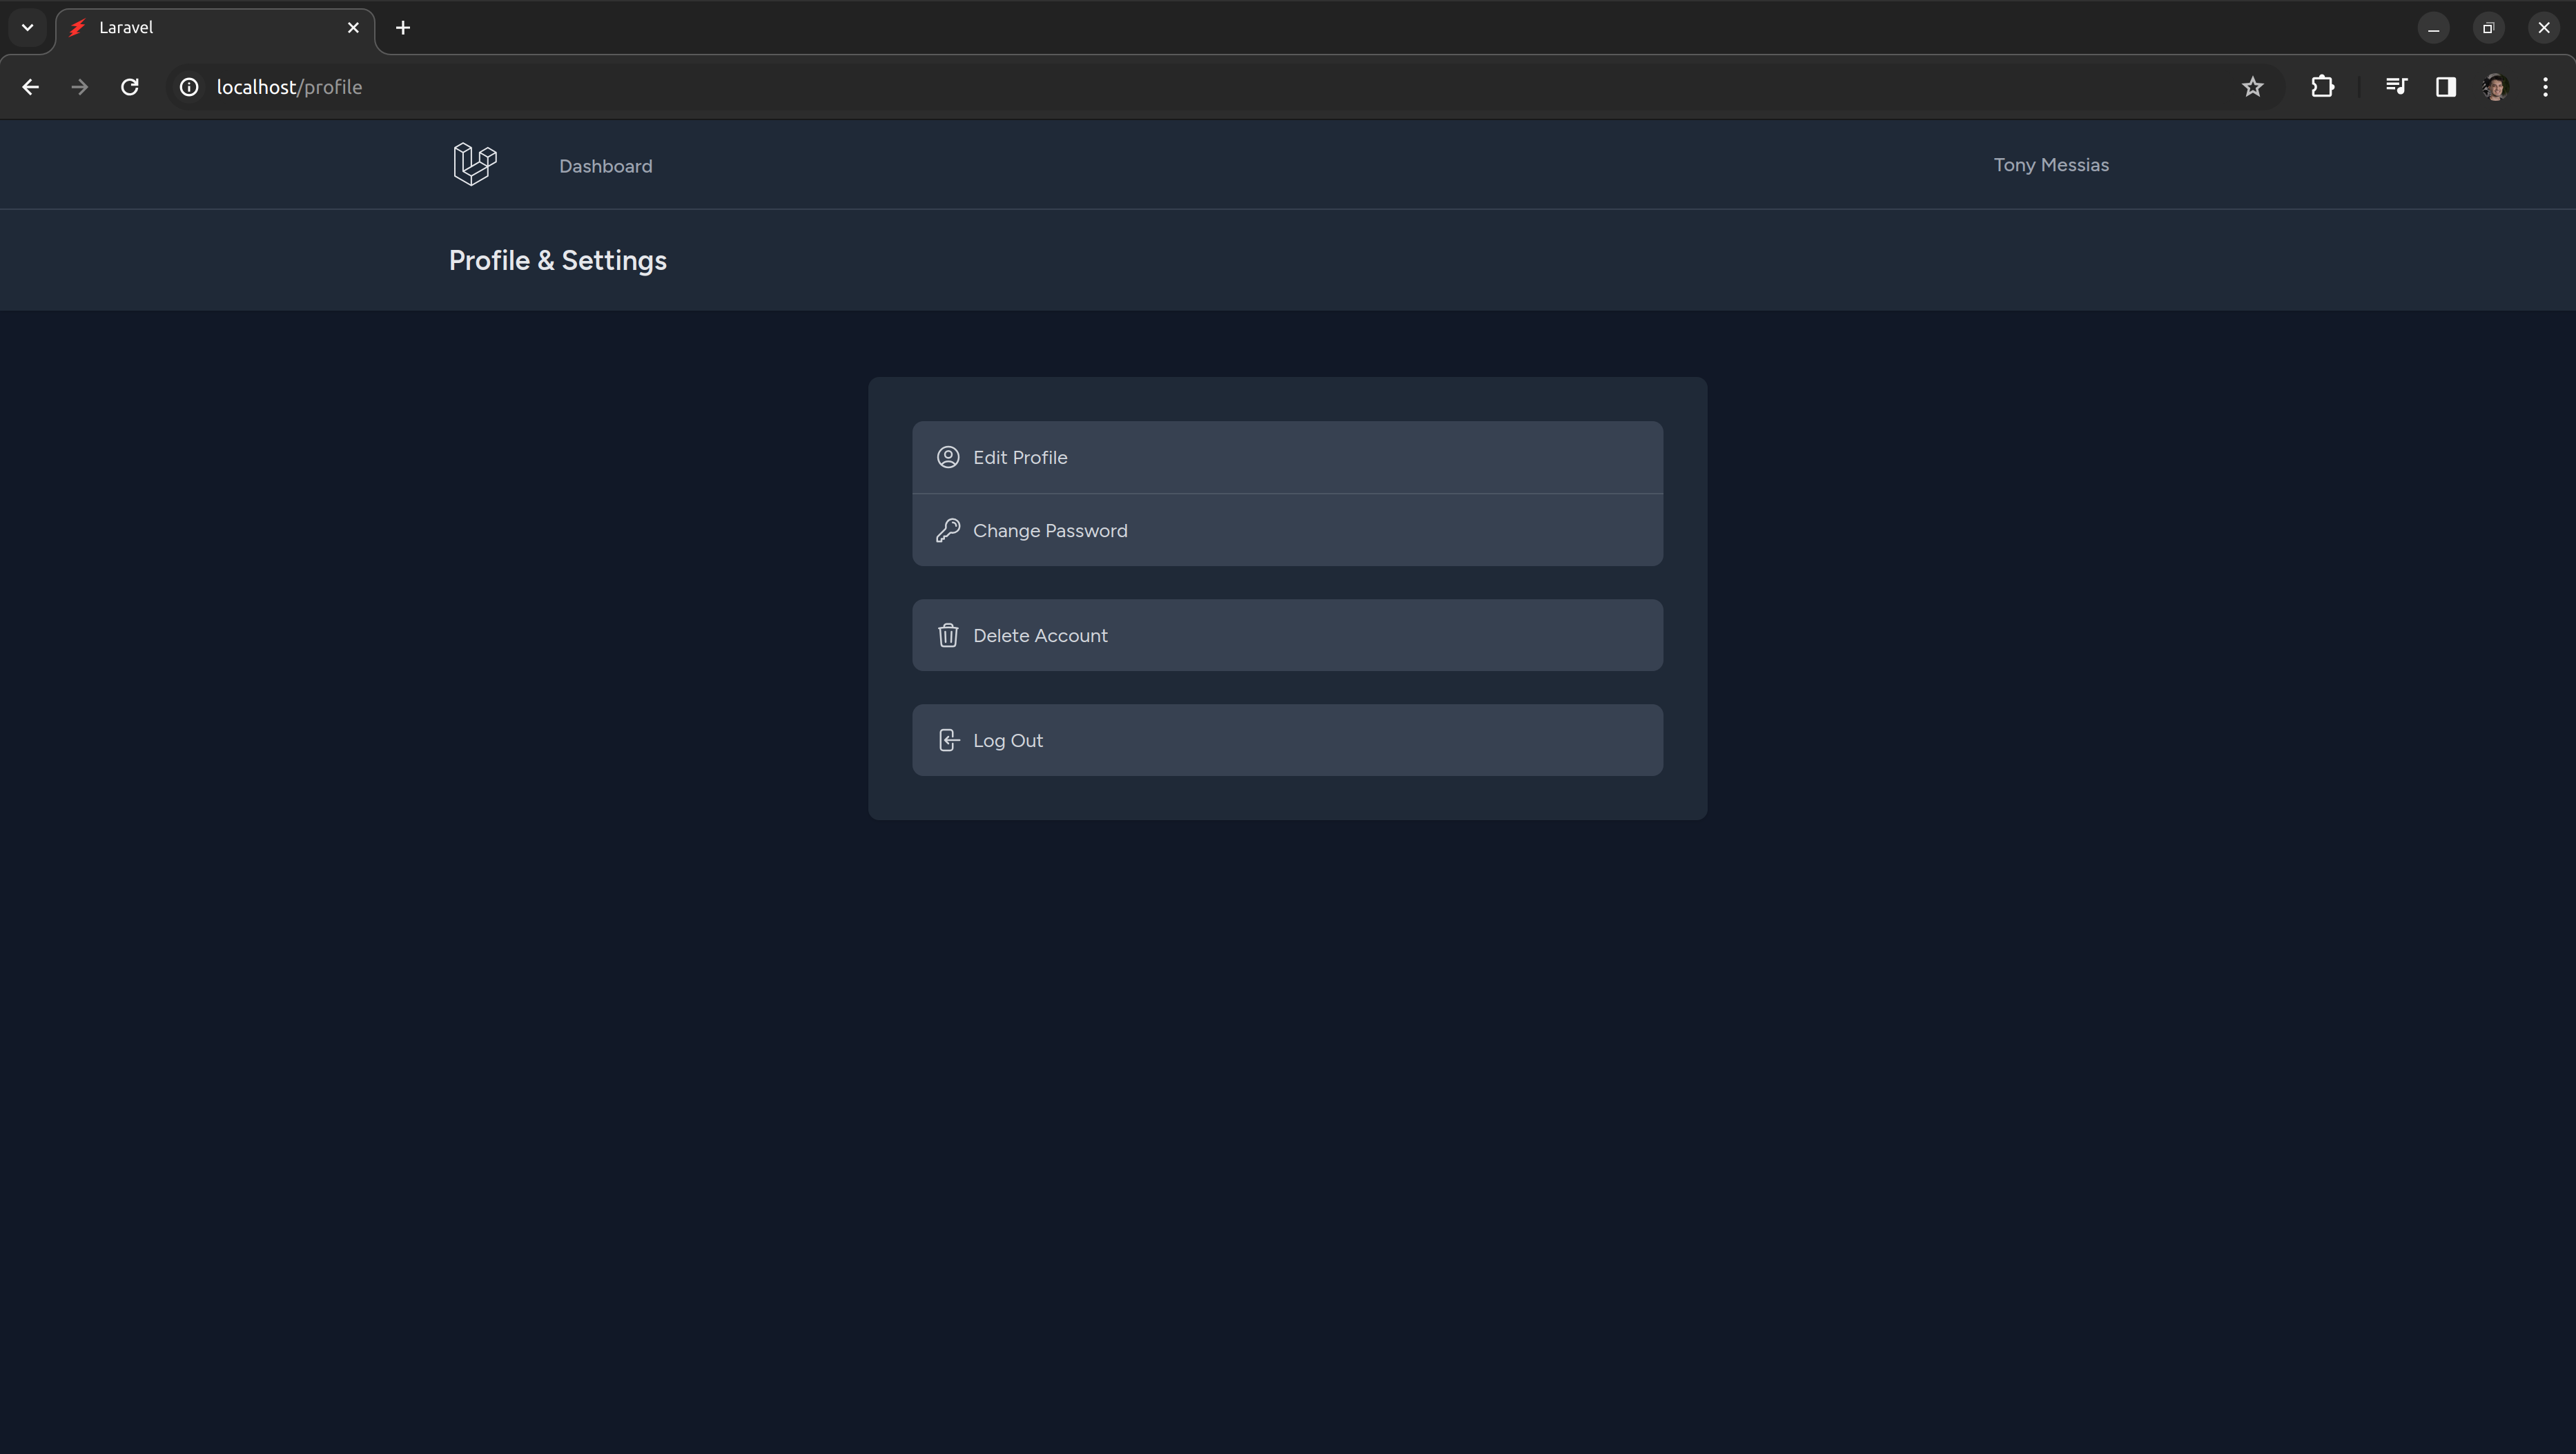 Laravel
localhost/profile
Dashboard
Tony Messias
Profile & Settings
Edit Profile
Change Password
Delete Account
Log Out